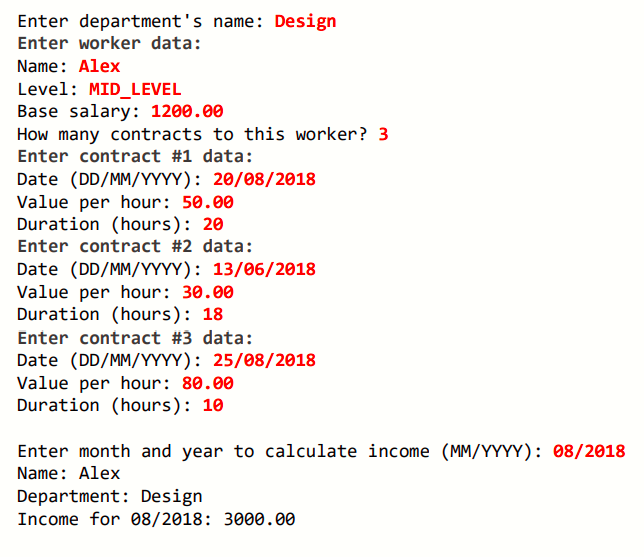 Enter department's name: Design
Enter worker data:
Name: Alex
Level: MID_LEVEL
Base salary: 1200.00
How many contracts to this worker? 3
Enter contract #1 data:
Date (DD/MM/YYYY): 20/08/2018
Value per hour: 50.00
Duration (hours): 20
Enter contract #2 data:
Date (DD/MM/YYYY): 13/06/2018
Value per hour: 30.00
Duration (hours): 18
Enter contract #3 data:
Date (DD/MM/YYYY): 25/08/2018
Value per hour: 80.00
Duration (hours): 10
Enter month and year to calculate income (MM/YYYY): 08/2018
Name: Alex
Department: Design
Income for 08/2018: 3000.00